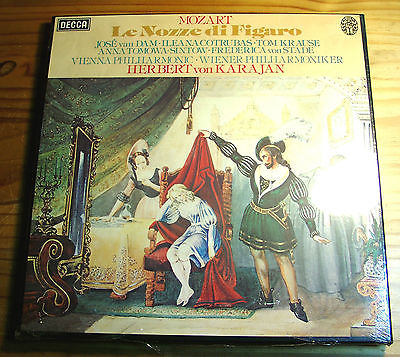 MOZART
DECCA
Le Nozze di Figaro
JOSÉ van DAM · ILEANA COTRUBAS · TOM KRAUSE
ANNA TOMOWA-SINTOW · FREDERICA von STADE
VIENNA PHILHARMONIC · WIENER PHILHARMONIKER
HERBERT von KARAJAN